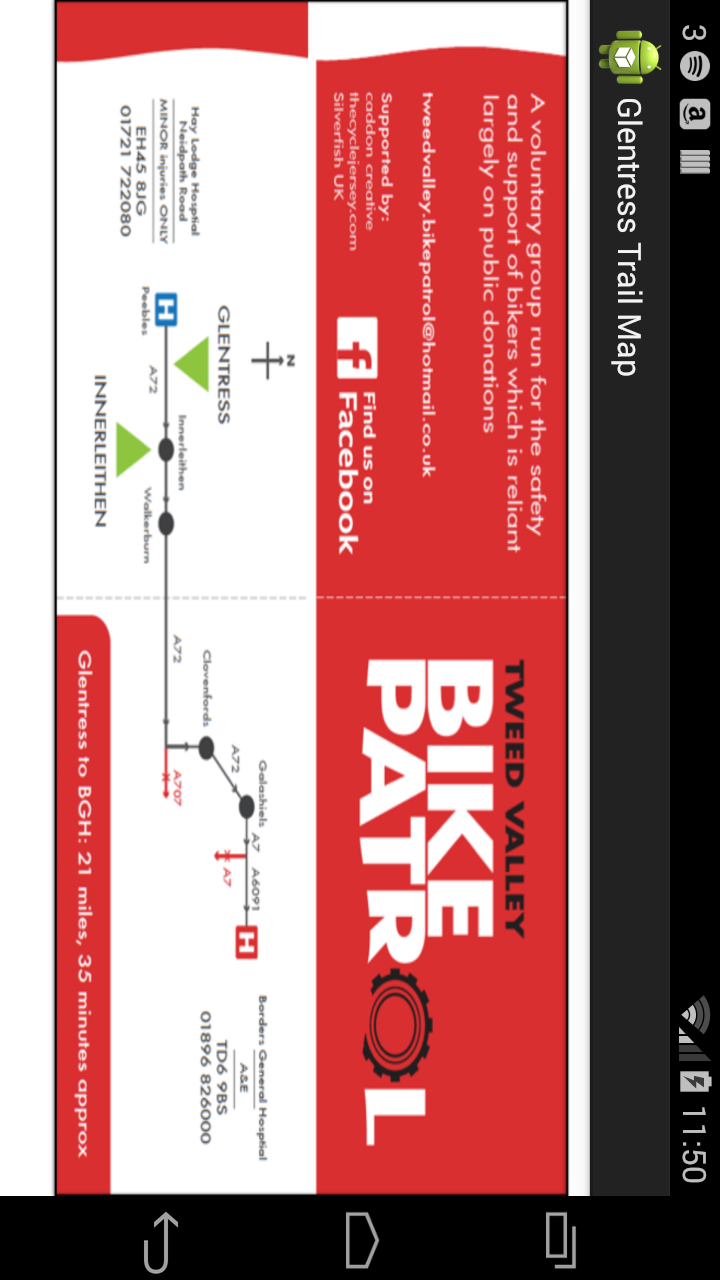 3
11:50
Glentress Trail Map
A voluntary group run for the safety
and support of bikers which is reliant
largely on public donations
tweedvalley.bikepatrol@hotmail.co.uk
Supported by:
caddon creative
thecyclejersey.com
Silverfish UK
f
Find us on
Facebook
TWEED VALLEY
BIKE
PATROL
N
Hay Lodge Hosptial
Neidpath Road
MINOR injuries ONLY
EH45 8JG
01721 722080
GLENTRESS
H
Peebles
A72
Innerleithen
INNERLEITHEN
Walkerburn
A72
A707
Clovenfords
A72
Galashiels
A7
A7
A6091
H
Borders General Hosptial
A&E
TD6 9BS
01896 826000
Glentress to BGH: 21 miles, 35 minutes approx